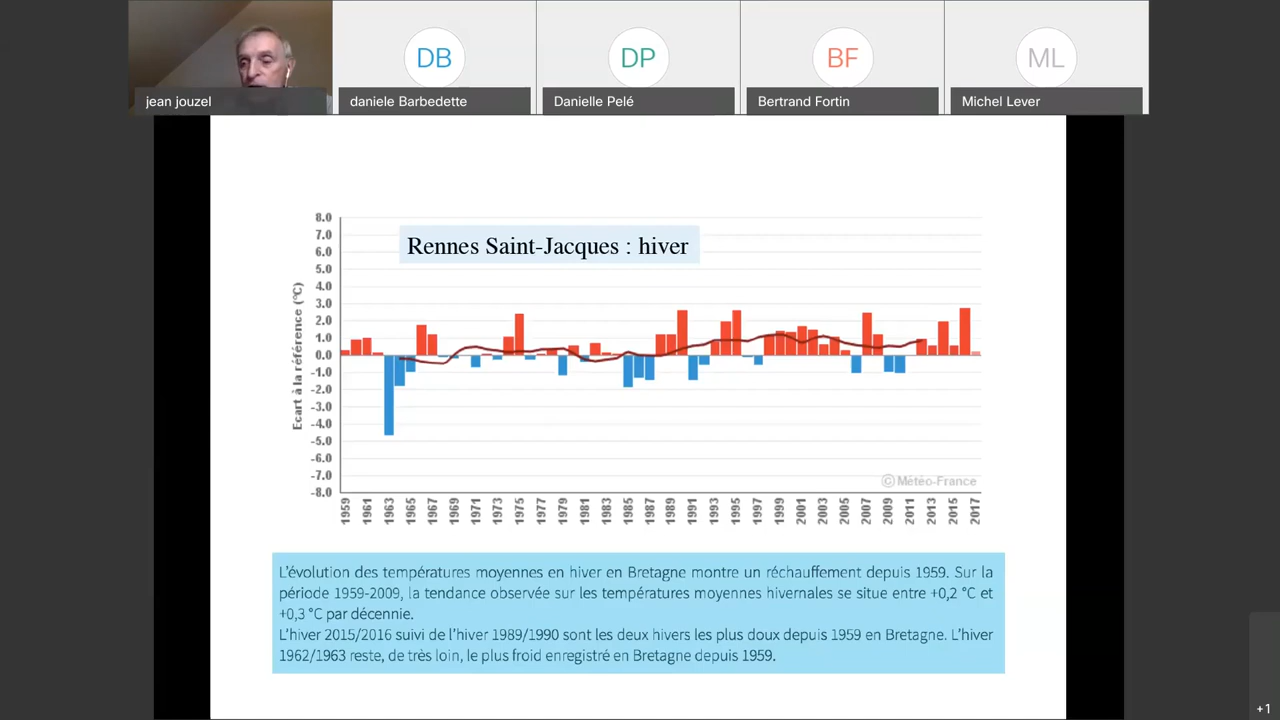 DB
DP
BF
ML
jean jouzel
daniele Barbedette
Danielle Pelé
Bertrand Fortin
Michel Lever
Rennes Saint-Jacques : hiver
Ecart à la référence (°C)
8.0
7.0
6.0
5.0
4.0
3.0
2.0
1.0
0.0
-1.0
-2.0
-3.0
-4.0
-5.0
-6.0
-7.0
-8.0
© Météo-France
1959 1961 1963 1965 1967 1969 1971 1973 1975 1977 1979 1981 1983 1985 1987 1989 1991 1993 1995 1997 1999 2001 2003 2005 2007 2009 2011 2013 2015 2017
L'évolution des températures moyennes en hiver en Bretagne montre un réchauffement depuis 1959. Sur la
période 1959-2009, la tendance observée sur les températures moyennes hivernales se situe entre +0,2 °C et
+0,3 °C par décennie.
L'hiver 2015/2016 suivi de l'hiver 1989/1990 sont les deux hivers les plus doux depuis 1959 en Bretagne. L'hiver
1962/1963 reste, de très loin, le plus froid enregistré en Bretagne depuis 1959.
+1